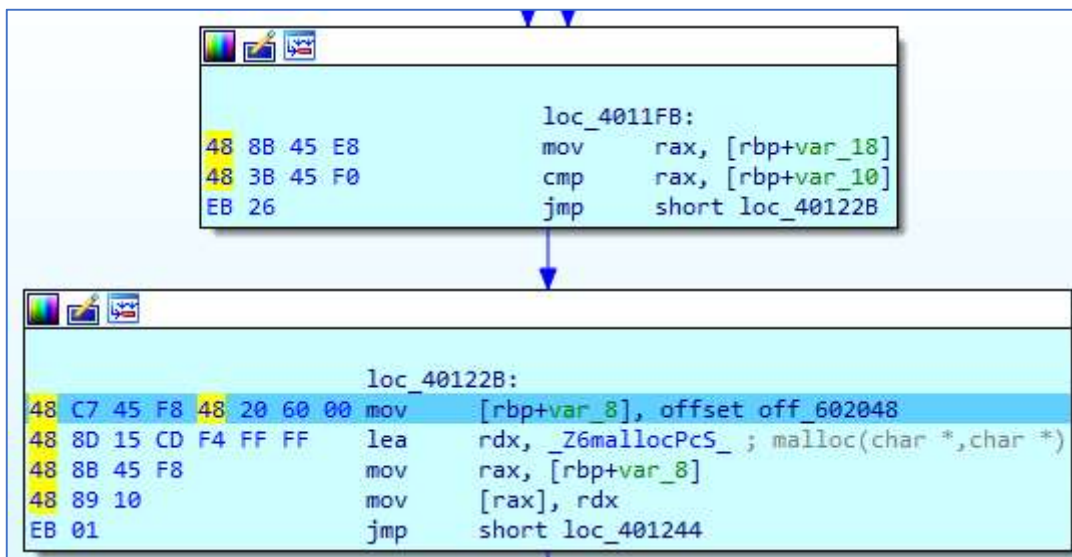 loc_4011FB:
48 8B 45 E8 mov rax, [rbp+var_18]
48 3B 45 F0 cmp rax, [rbp+var_10]
EB 26 jmp short loc_40122B
loc_40122B:
48 C7 45 F8 48 20 60 00 mov [rbp+var_8], offset off_602048
48 8D 15 CD F4 FF FF lea rdx, _Z6mallocPcS_ ; malloc(char *,char *)
48 8B 45 F8 mov rax, [rbp+var_8]
48 89 10 mov [rax], rdx
EB 01 jmp short loc_401244